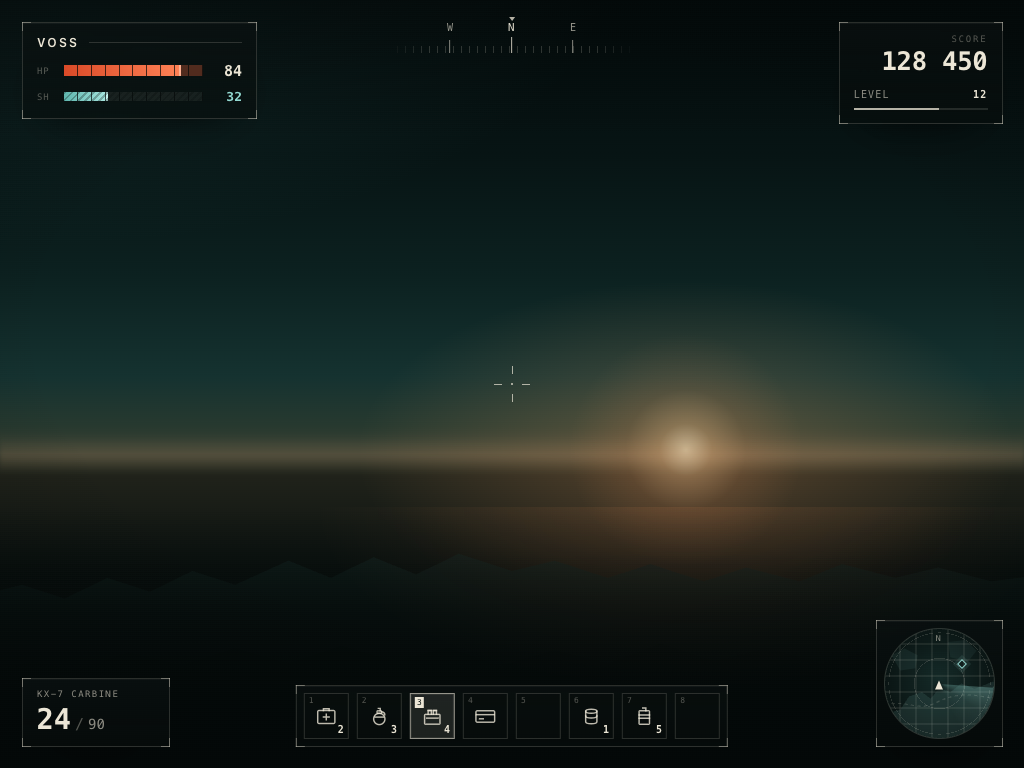 VOSS
HP 84
SH 32
W N E
SCORE
128 450
LEVEL 12
KX–7 CARBINE
24 / 90
1 2
2 3
3 4
4
5
6 1
7 5
8
N